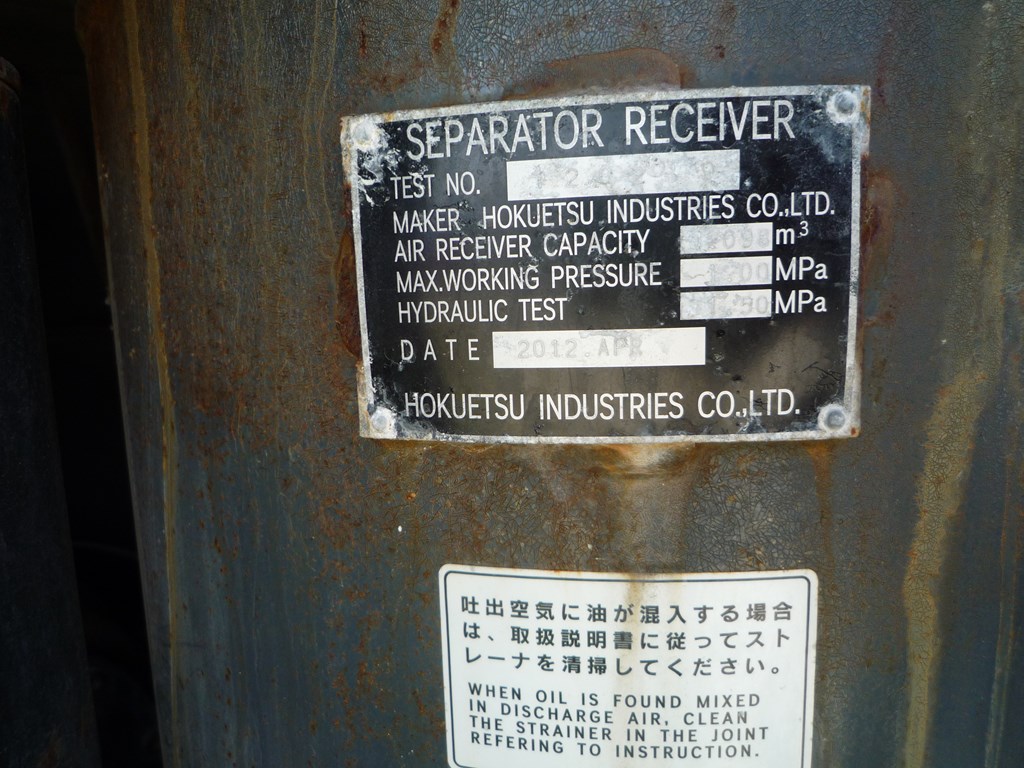 SEPARATOR RECEIVER
TEST NO.
MAKER HOKUETSU INDUSTRIES CO.,LTD.
AIR RECEIVER CAPACITY m³
MAX.WORKING PRESSURE MPa
HYDRAULIC TEST MPa
DATE 2012 APR
HOKUETSU INDUSTRIES CO.,LTD.
吐出空気に油が混入する場合
は、取扱説明書に従ってスト
レーナを清掃してください。
WHEN OIL IS FOUND MIXED
IN DISCHARGE AIR, CLEAN
THE STRAINER IN THE JOINT
REFERING TO INSTRUCTION.